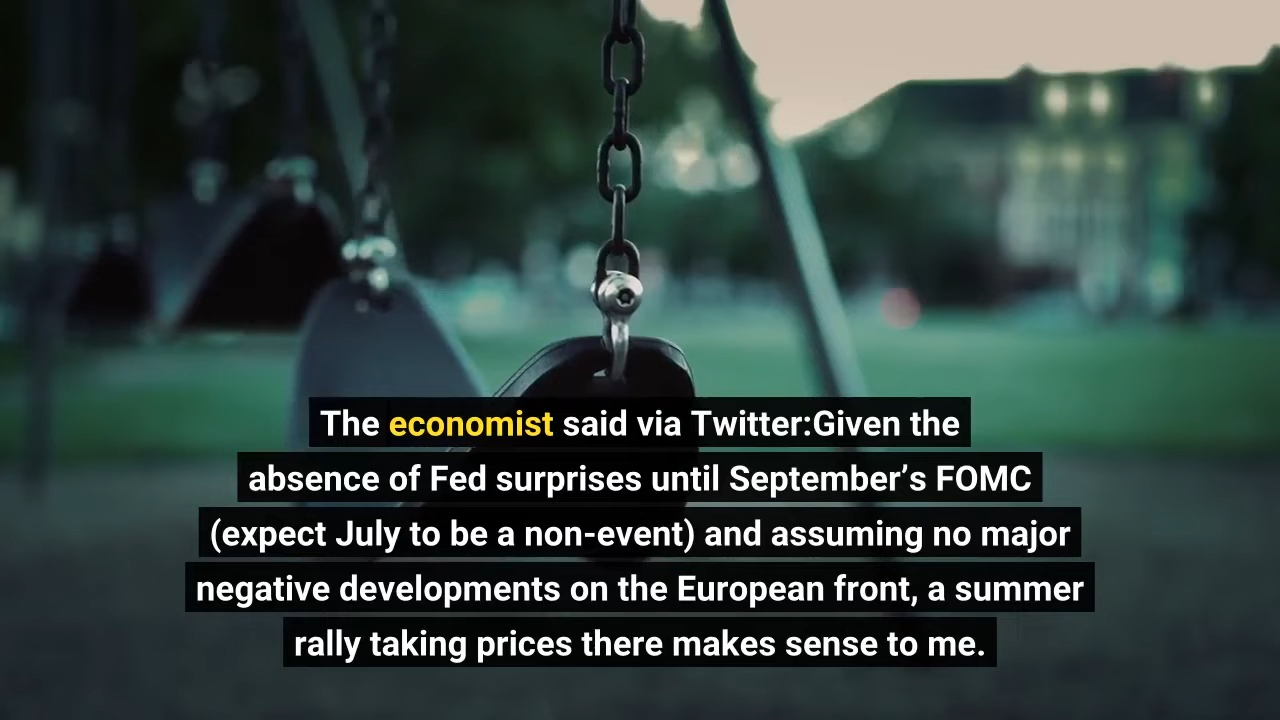 The economist said via Twitter:Given the
absence of Fed surprises until September’s FOMC
(expect July to be a non-event) and assuming no major
negative developments on the European front, a summer
rally taking prices there makes sense to me.